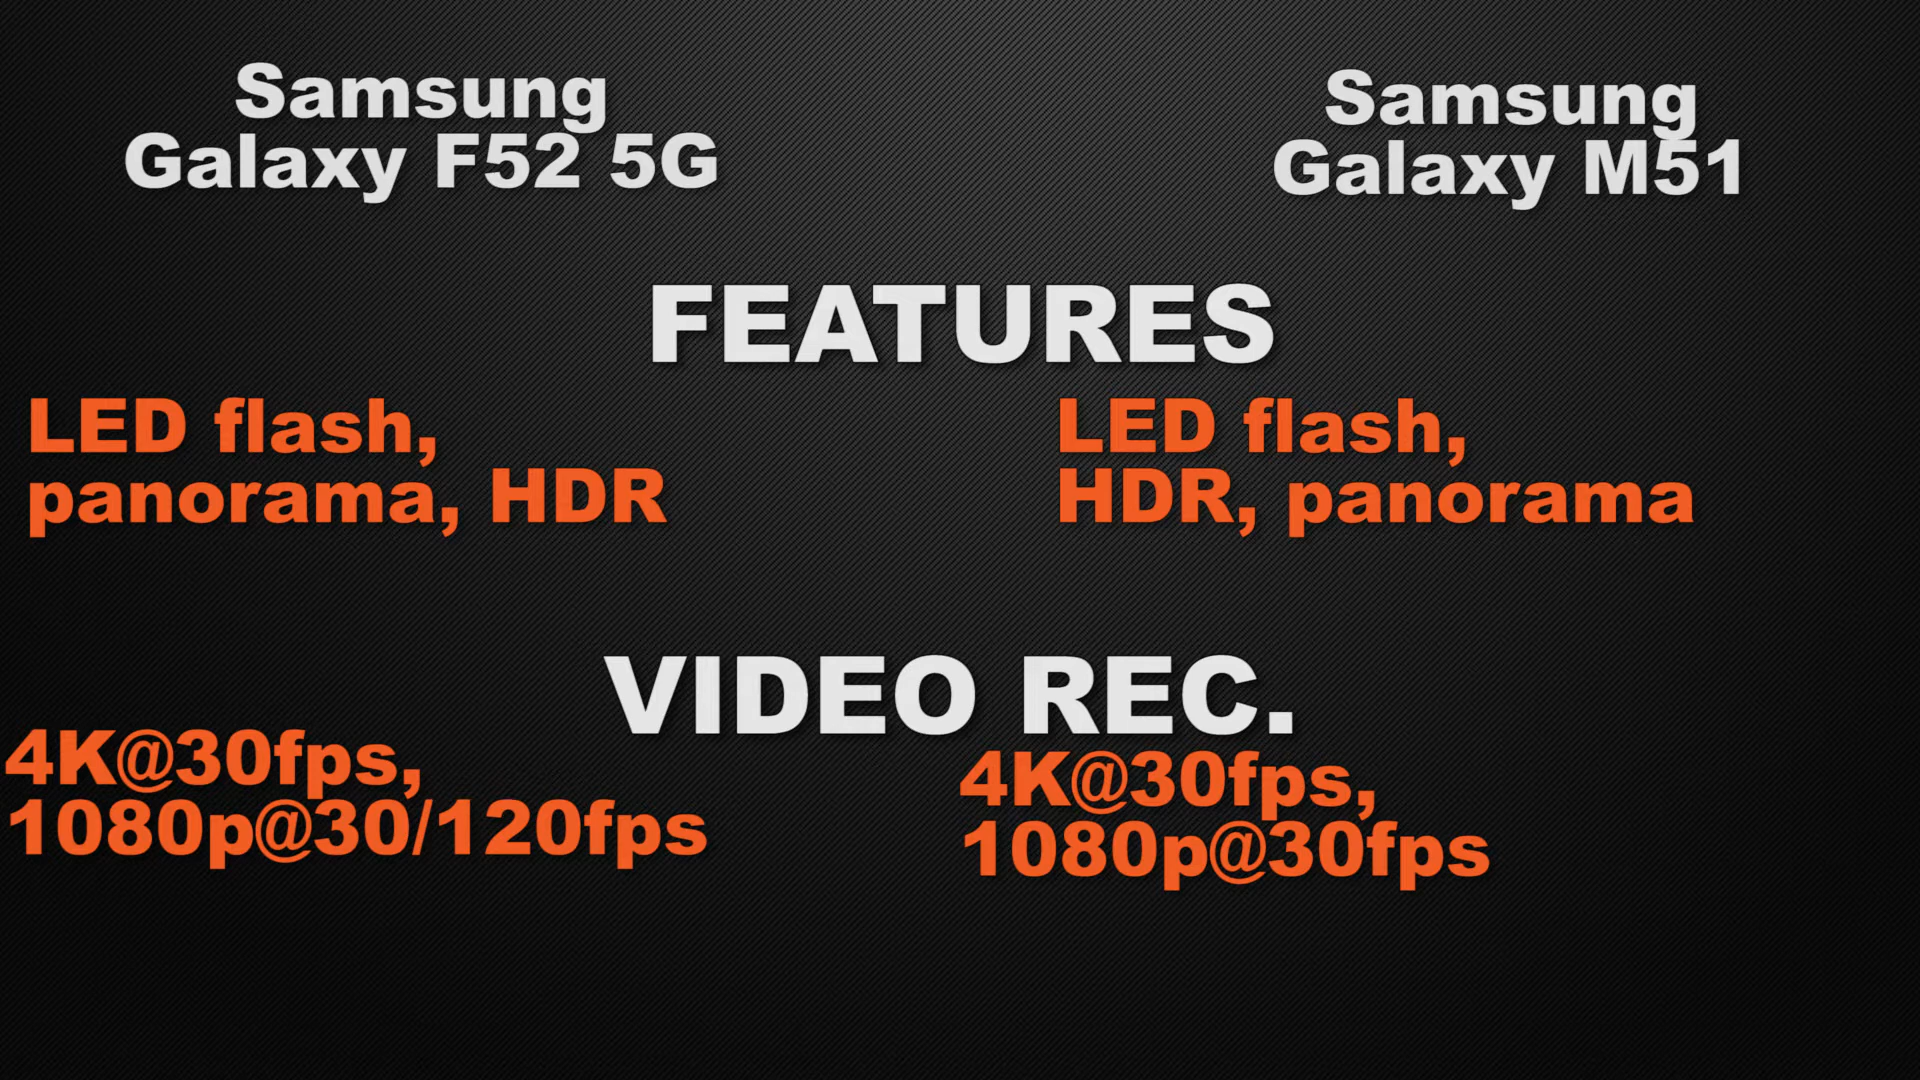 Samsung
Galaxy F52 5G
Samsung
Galaxy M51
FEATURES
LED flash,
panorama, HDR
LED flash,
HDR, panorama
VIDEO REC.
4K@30fps,
1080p@30/120fps
4K@30fps,
1080p@30fps